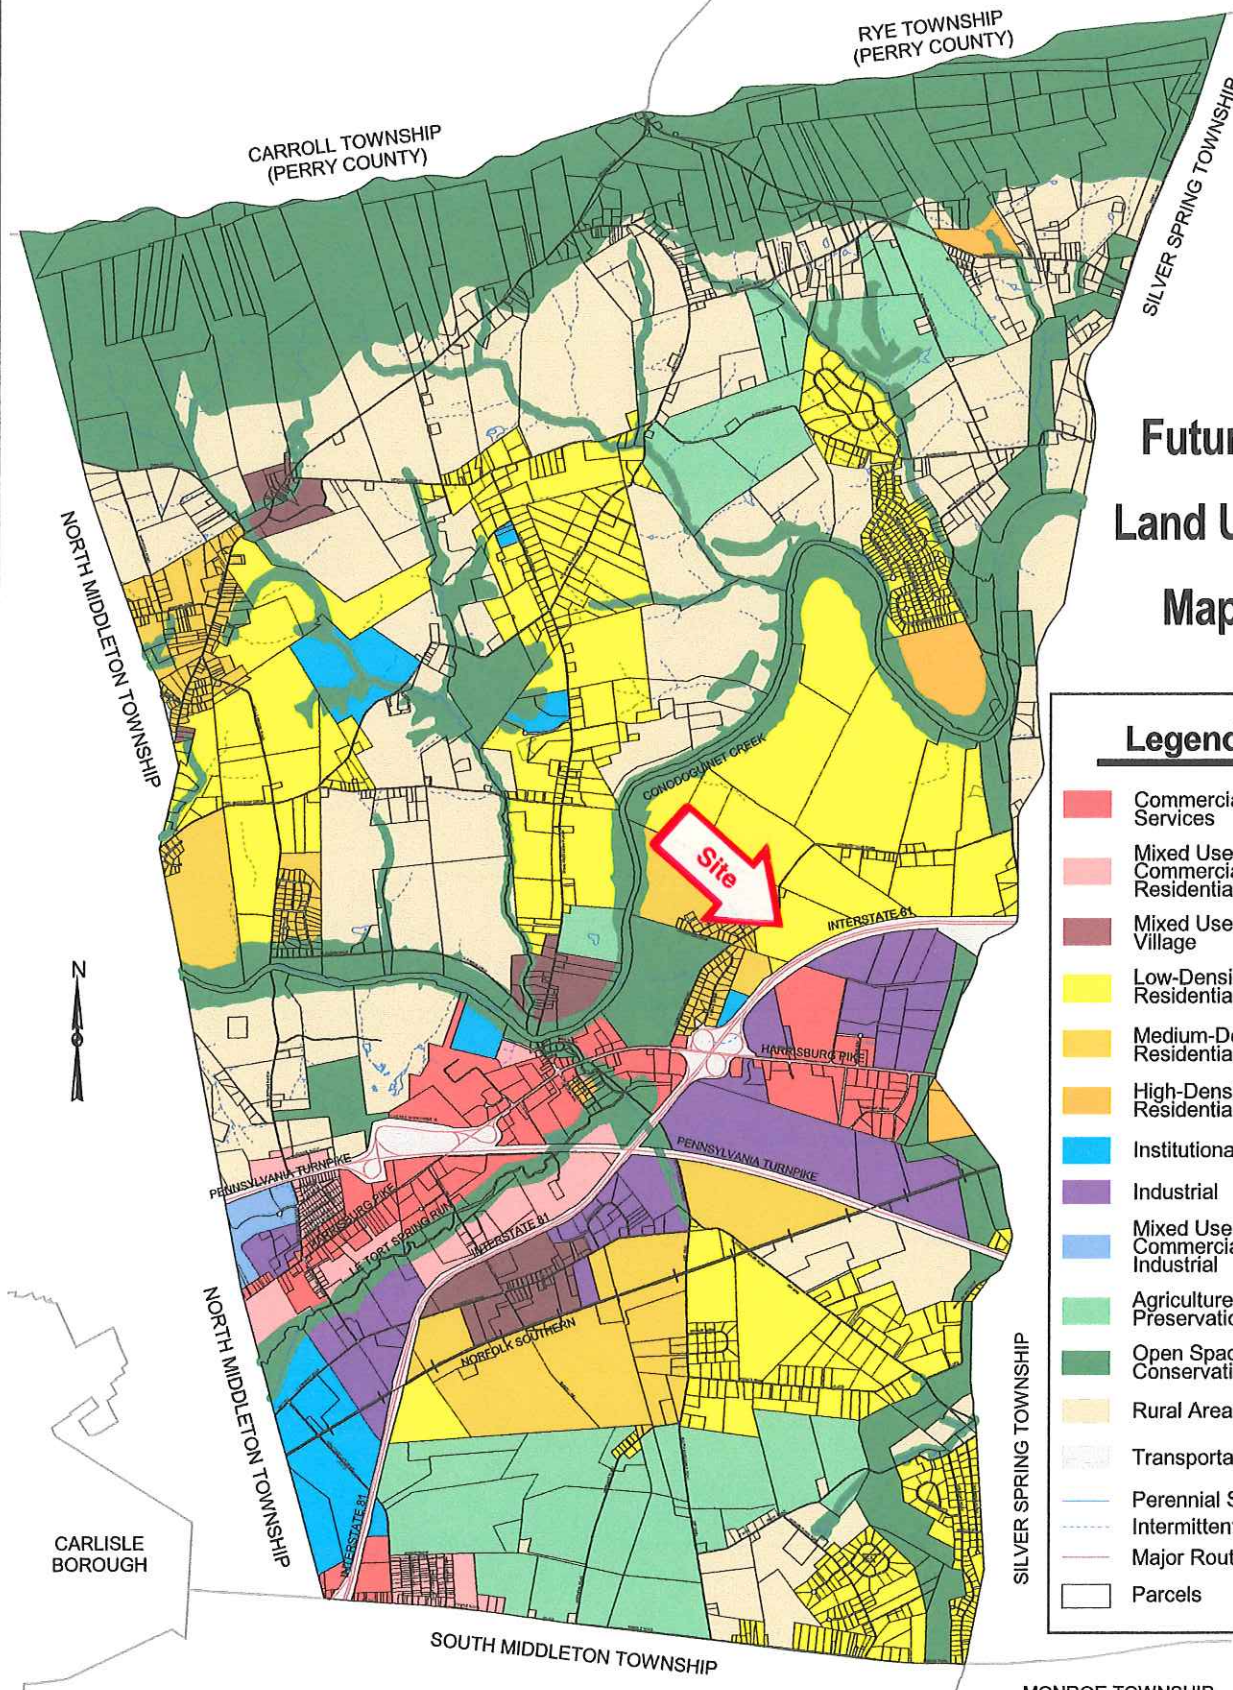 RYE TOWNSHIP
(PERRY COUNTY)
CARROLL TOWNSHIP
(PERRY COUNTY)
SILVER SPRING TOWNSHIP
Futur
Land U
Map
NORTH MIDDLETON TOWNSHIP
CONODOGUINET CREEK
Site
INTERSTATE 81
N
HARRISBURG PIKE
PENNSYLVANIA TURNPIKE
PENNSYLVANIA TURNPIKE
HARRISBURG PIKE
LE TORT SPRING RUN
INTERSTATE 81
NORFOLK SOUTHERN
NORTH MIDDLETON TOWNSHIP
INTERSTATE 81
SILVER SPRING TOWNSHIP
CARLISLE
BOROUGH
SOUTH MIDDLETON TOWNSHIP
MONROE TOWNSHIP
Legend
Commercia
Services
Mixed Use
Commercia
Residentia
Mixed Use
Village
Low-Densi
Residentia
Medium-De
Residentia
High-Dens
Residentia
Institutiona
Industrial
Mixed Use
Commercia
Industrial
Agriculture
Preservatio
Open Spac
Conservati
Rural Area
Transporta
Perennial S
Intermitten
Major Rout
Parcels